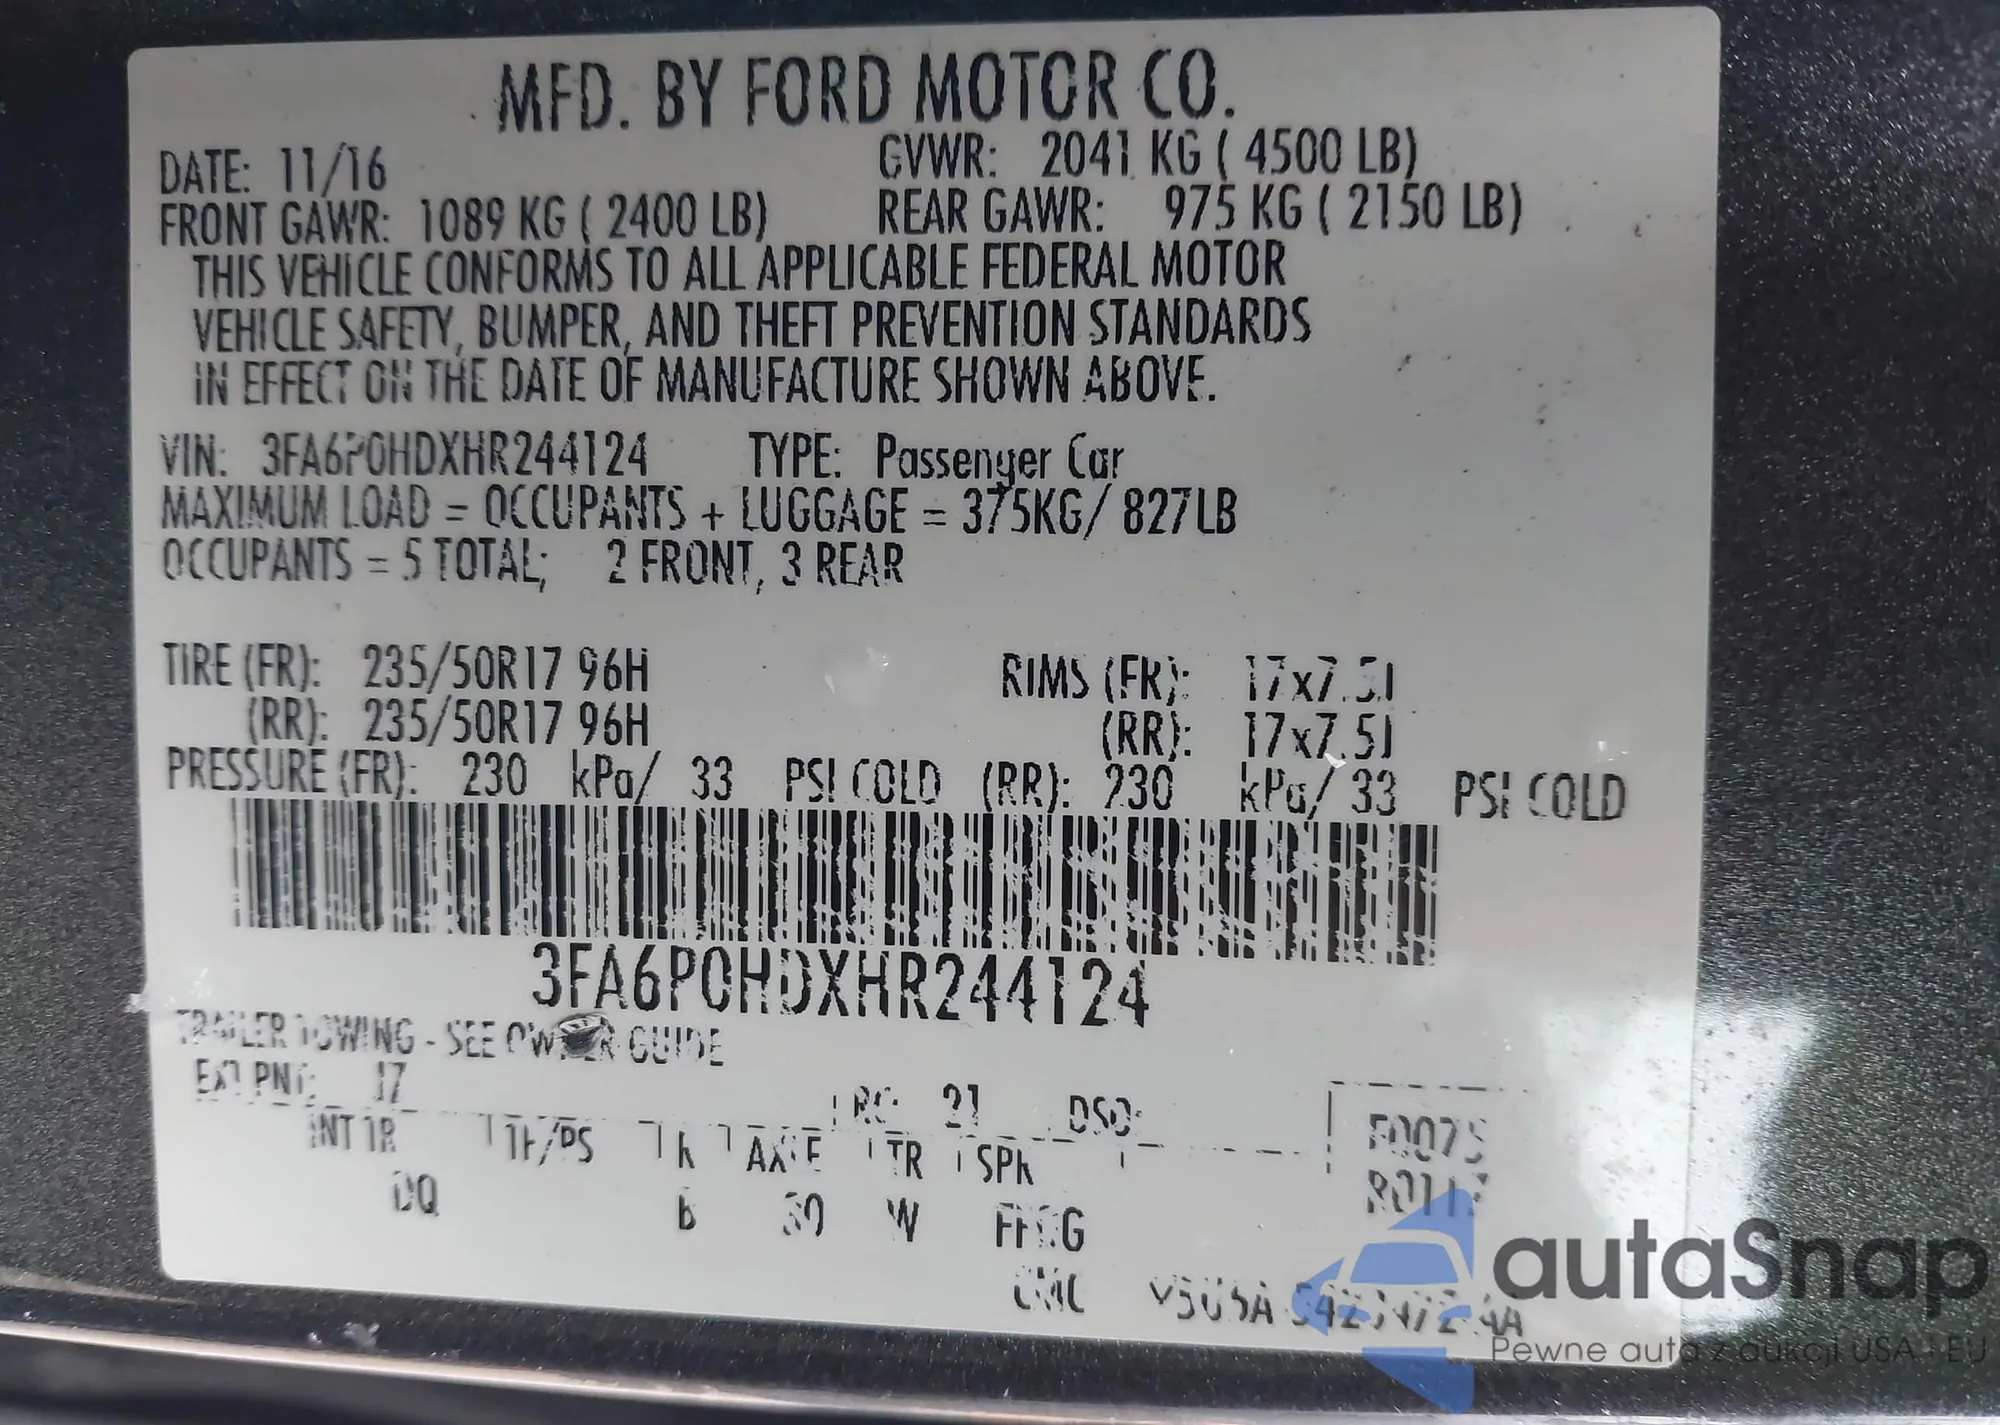 MFD. BY FORD MOTOR CO.
DATE: 11/16 GVWR: 2041 KG ( 4500 LB)
FRONT GAWR: 1089 KG ( 2400 LB) REAR GAWR: 975 KG ( 2150 LB)
THIS VEHICLE CONFORMS TO ALL APPLICABLE FEDERAL MOTOR
VEHICLE SAFETY, BUMPER, AND THEFT PREVENTION STANDARDS
IN EFFECT ON THE DATE OF MANUFACTURE SHOWN ABOVE.
VIN: 3FA6P0HDXHR244124 TYPE: Passenger Car
MAXIMUM LOAD = OCCUPANTS + LUGGAGE = 375KG/ 827LB
OCCUPANTS = 5 TOTAL; 2 FRONT, 3 REAR
TIRE (FR): 235/50R17 96H RIMS (FR): 17x7.5J
(RR): 235/50R17 96H (RR): 17x7.5J
PRESSURE (FR): 230 kPa/ 33 PSI COLD (RR): 230 kPa/ 33 PSI COLD
3FA6P0HDXHR244124
TRAILER TOWING - SEE OWNER GUIDE
EXT PNT: J7 RC: 21 DSO:
INT TR TP/PS R AXLE TR SPR
DQ W
autaSnap
Pewne auta z aukcji USA i EU